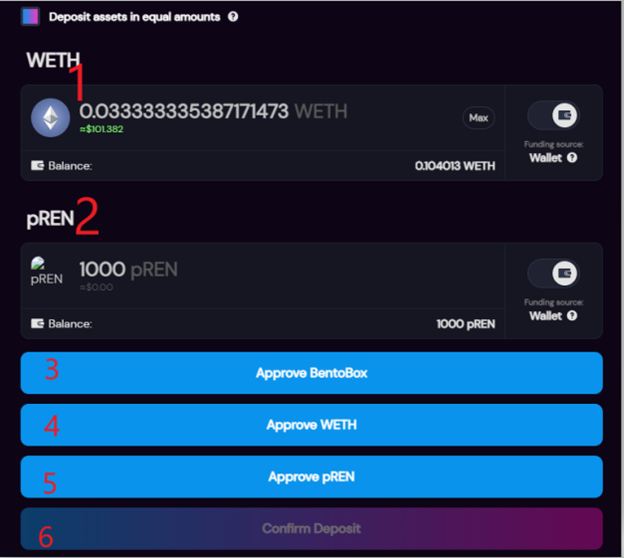 Deposit assets in equal amounts ?
WETH
1
0.033333335387171473 WETH
≈$101.382
Max
Funding source:
Wallet ?
Balance:
0.104013 WETH
pREN 2
pREN
1000 pREN
≈$0.00
Funding source:
Wallet ?
Balance:
1000 pREN
3 Approve BentoBox
4 Approve WETH
5 Approve pREN
6 Confirm Deposit